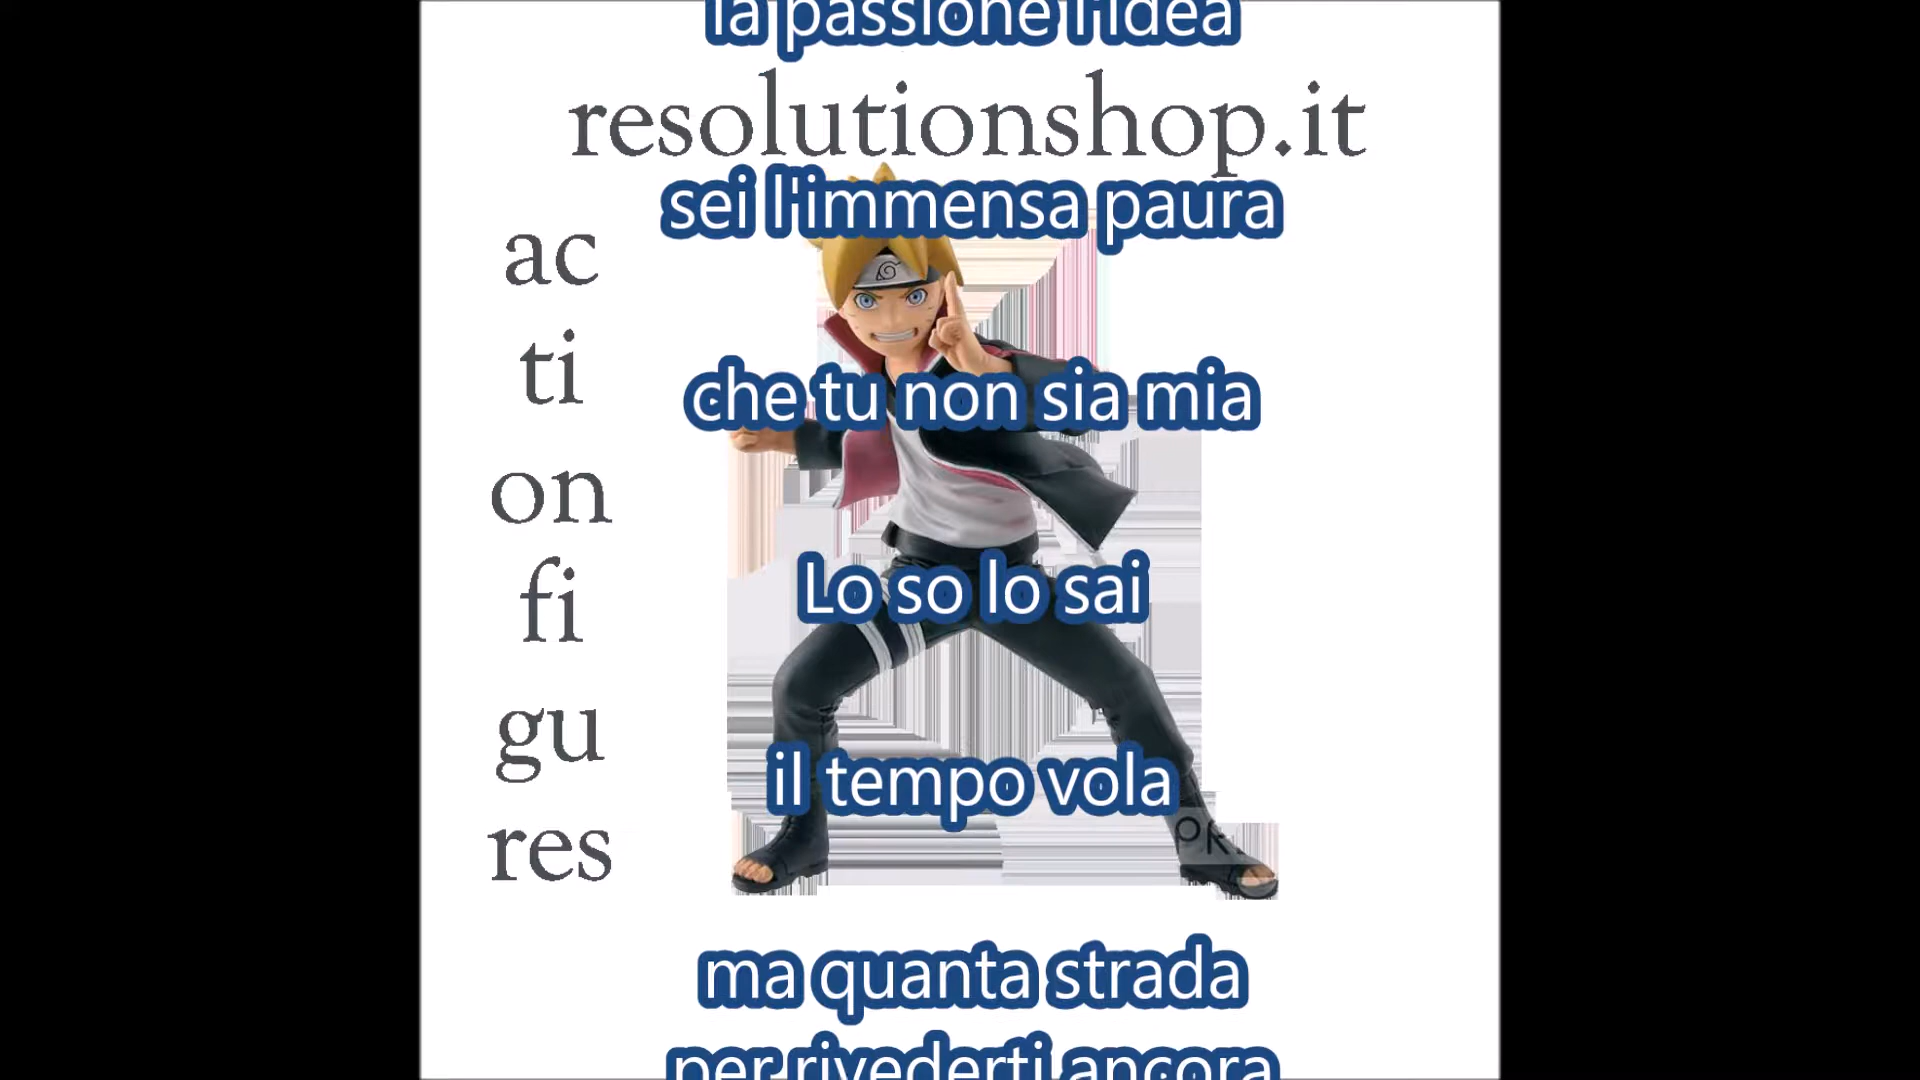 la passione l'idea
resolutionshop.it
sei l'immensa paura
ac
ti
on
fi
gu
res
che tu non sia mia
Lo so lo sai
il tempo vola
ma quanta strada
per rivederti ancora